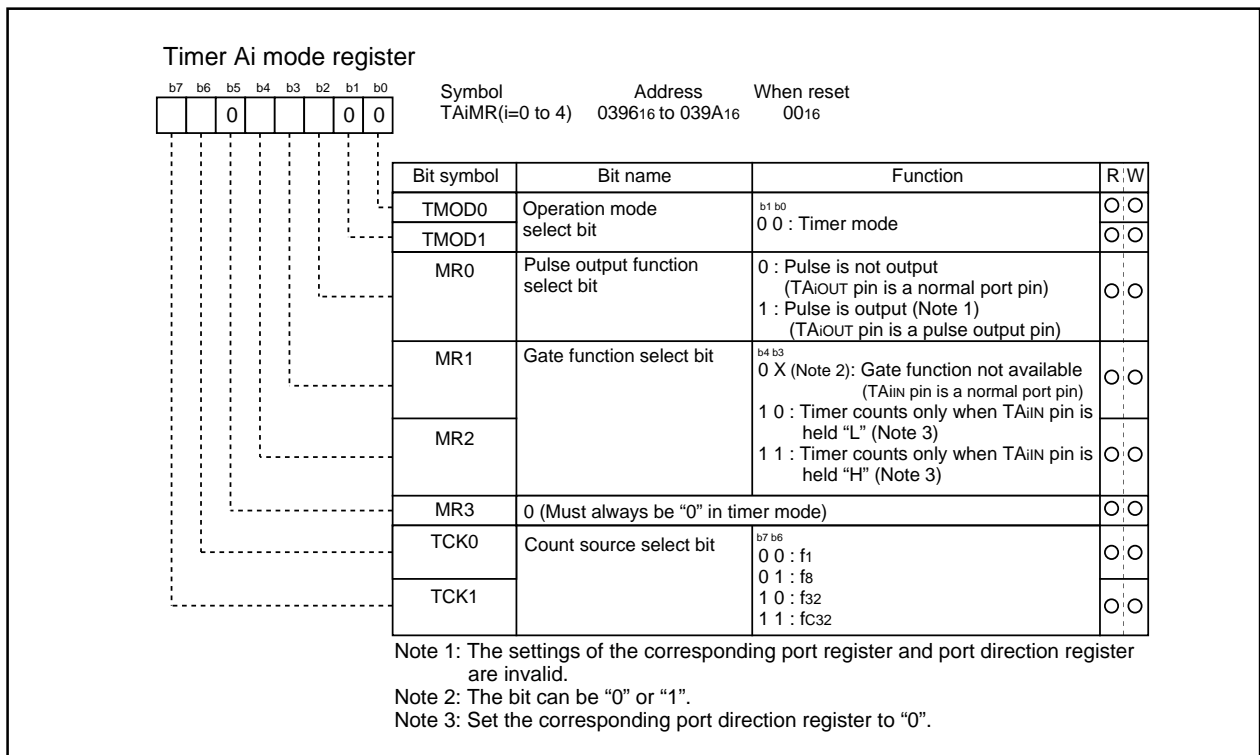 Timer Ai mode register
b7 b6 b5 b4 b3 b2 b1 b0
0 0 0
Symbol Address When reset
TAiMR(i=0 to 4) 039616 to 039A16 0016
Bit symbol Bit name Function R W
TMOD0
TMOD1
Operation mode
select bit
b1 b0
0 0 : Timer mode
MR0
Pulse output function
select bit
0 : Pulse is not output
(TAiOUT pin is a normal port pin)
1 : Pulse is output (Note 1)
(TAiOUT pin is a pulse output pin)
MR1
MR2
Gate function select bit
b4 b3
0 X (Note 2): Gate function not available
(TAiIN pin is a normal port pin)
1 0 : Timer counts only when TAiIN pin is
held “L” (Note 3)
1 1 : Timer counts only when TAiIN pin is
held “H” (Note 3)
MR3 0 (Must always be “0” in timer mode)
TCK0
TCK1
Count source select bit
b7 b6
0 0 : f1
0 1 : f8
1 0 : f32
1 1 : fC32
Note 1: The settings of the corresponding port register and port direction register
are invalid.
Note 2: The bit can be “0” or “1”.
Note 3: Set the corresponding port direction register to “0”.